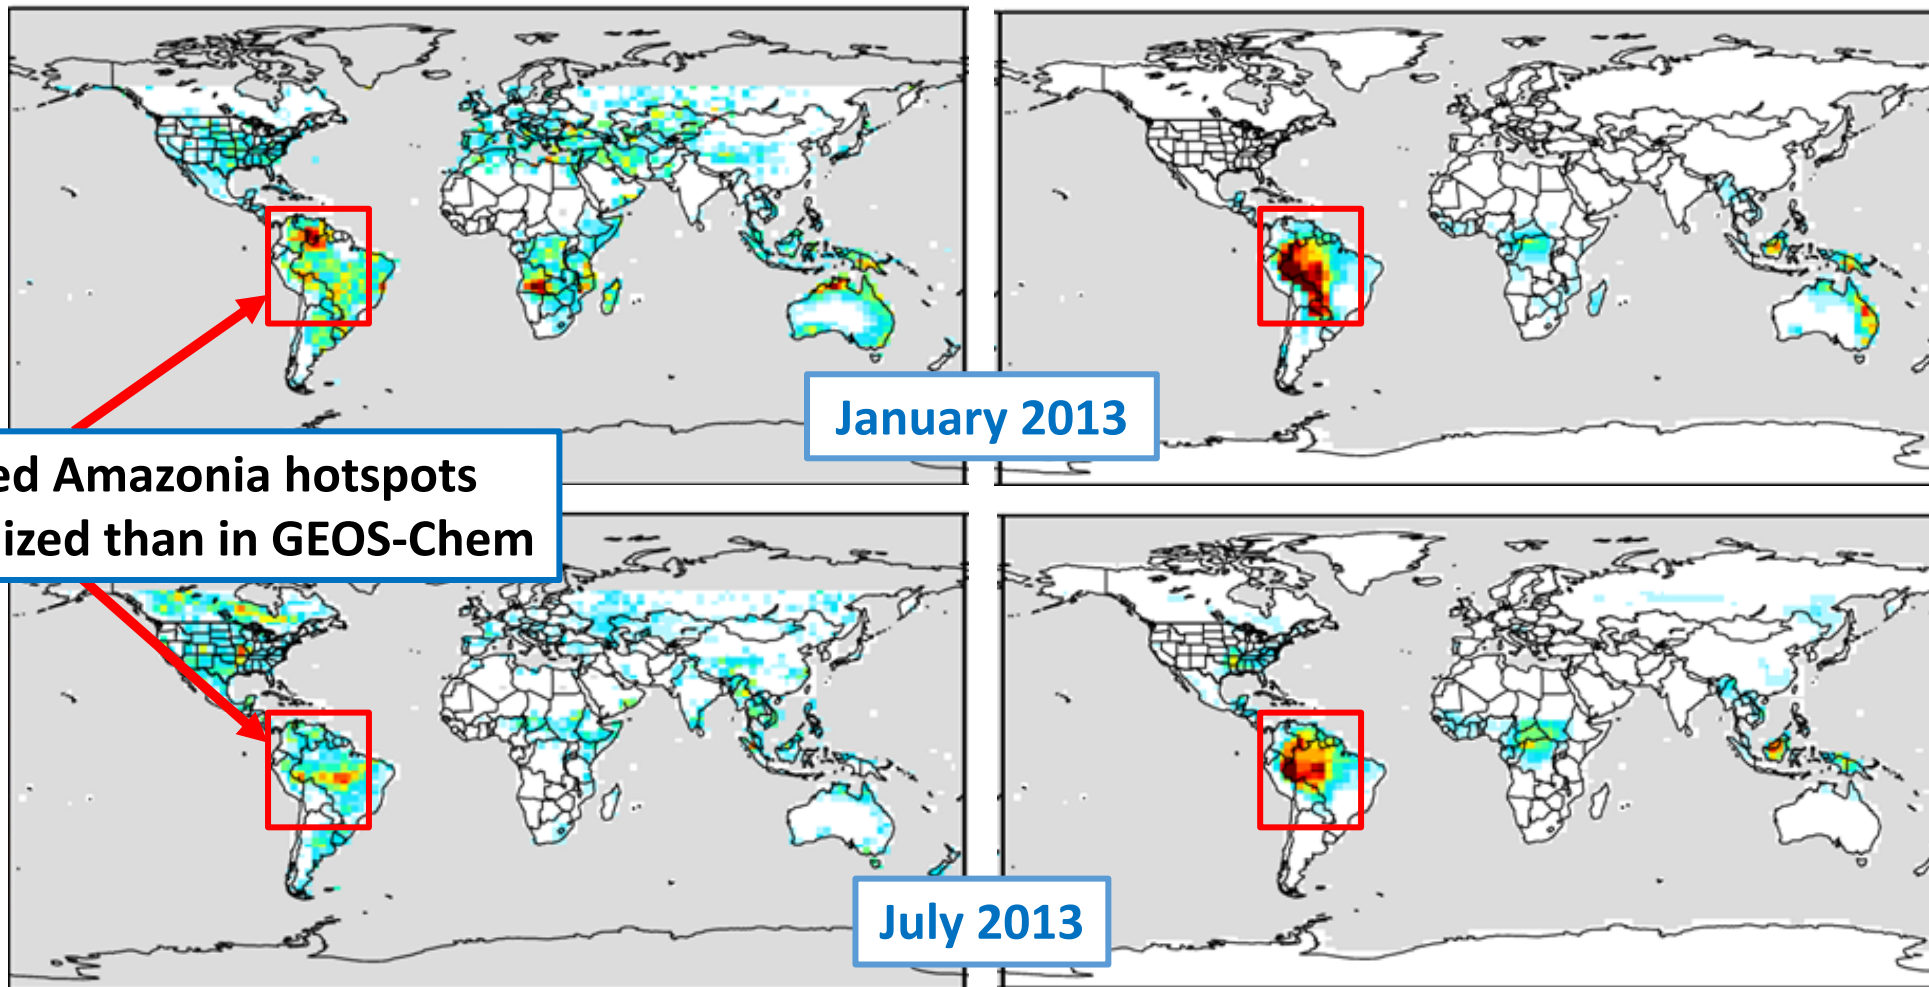 January 2013
ed Amazonia hotspots
ized than in GEOS-Chem
July 2013